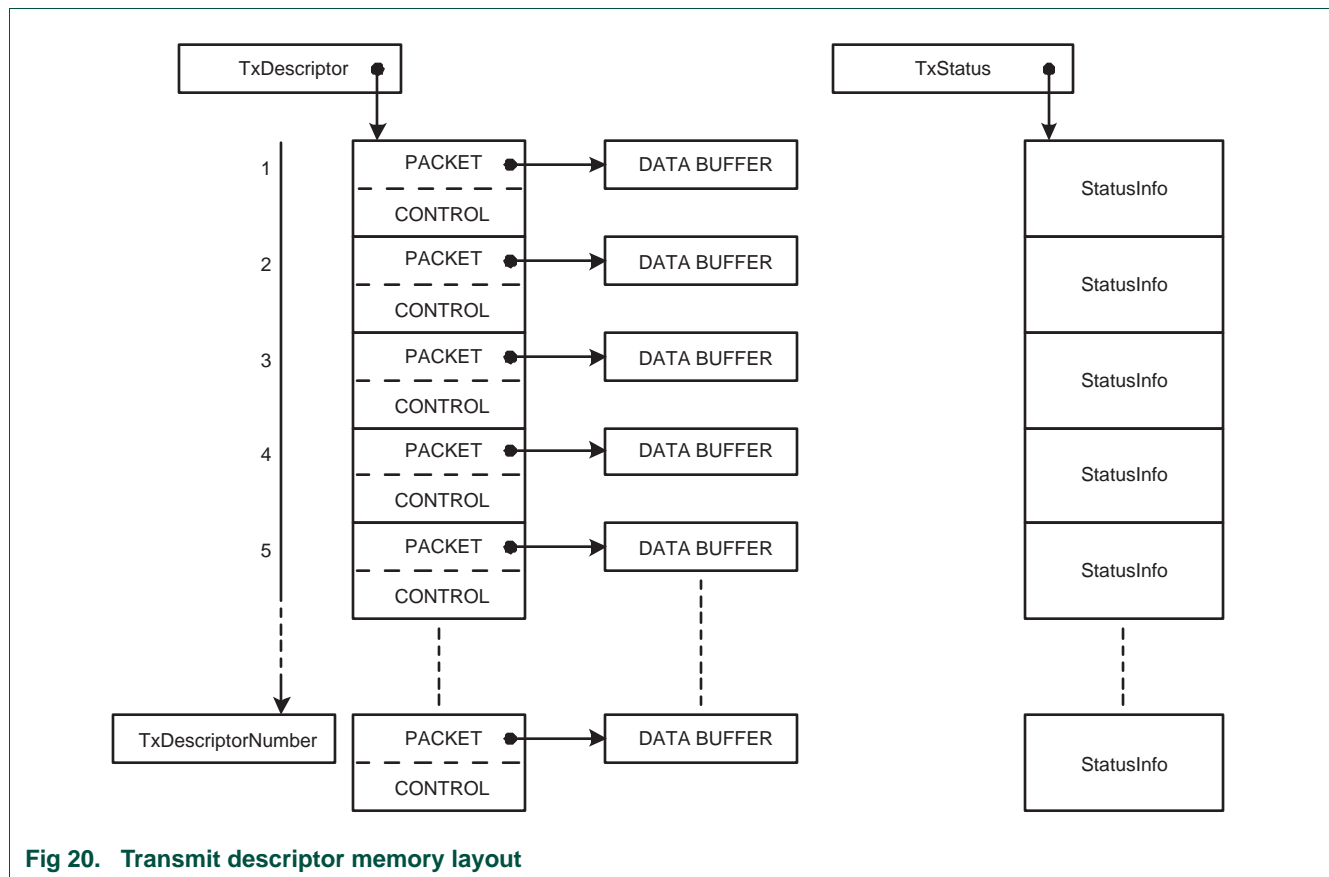 TxDescriptor
TxStatus
1
PACKET
DATA BUFFER
CONTROL
StatusInfo
2
PACKET
DATA BUFFER
CONTROL
StatusInfo
3
PACKET
DATA BUFFER
CONTROL
StatusInfo
4
PACKET
DATA BUFFER
CONTROL
StatusInfo
5
PACKET
DATA BUFFER
CONTROL
StatusInfo
TxDescriptorNumber
PACKET
DATA BUFFER
CONTROL
StatusInfo
Fig 20. Transmit descriptor memory layout